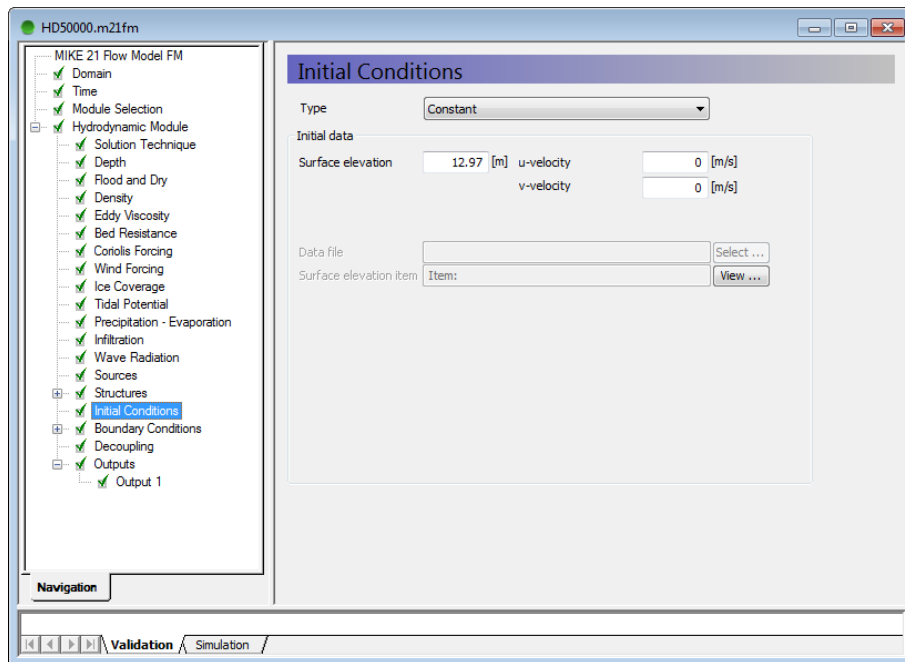 HD50000.m21fm
MIKE 21 Flow Model FM
Domain
Time
Module Selection
Hydrodynamic Module
Solution Technique
Depth
Flood and Dry
Density
Eddy Viscosity
Bed Resistance
Coriolis Forcing
Wind Forcing
Ice Coverage
Tidal Potential
Precipitation - Evaporation
Infiltration
Wave Radiation
Sources
Structures
Initial Conditions
Boundary Conditions
Decoupling
Outputs
Output 1
Navigation
Initial Conditions
Type Constant
Initial data
Surface elevation 12.97 [m] u-velocity 0 [m/s]
v-velocity 0 [m/s]
Data file Select ...
Surface elevation item Item: View ...
Validation Simulation